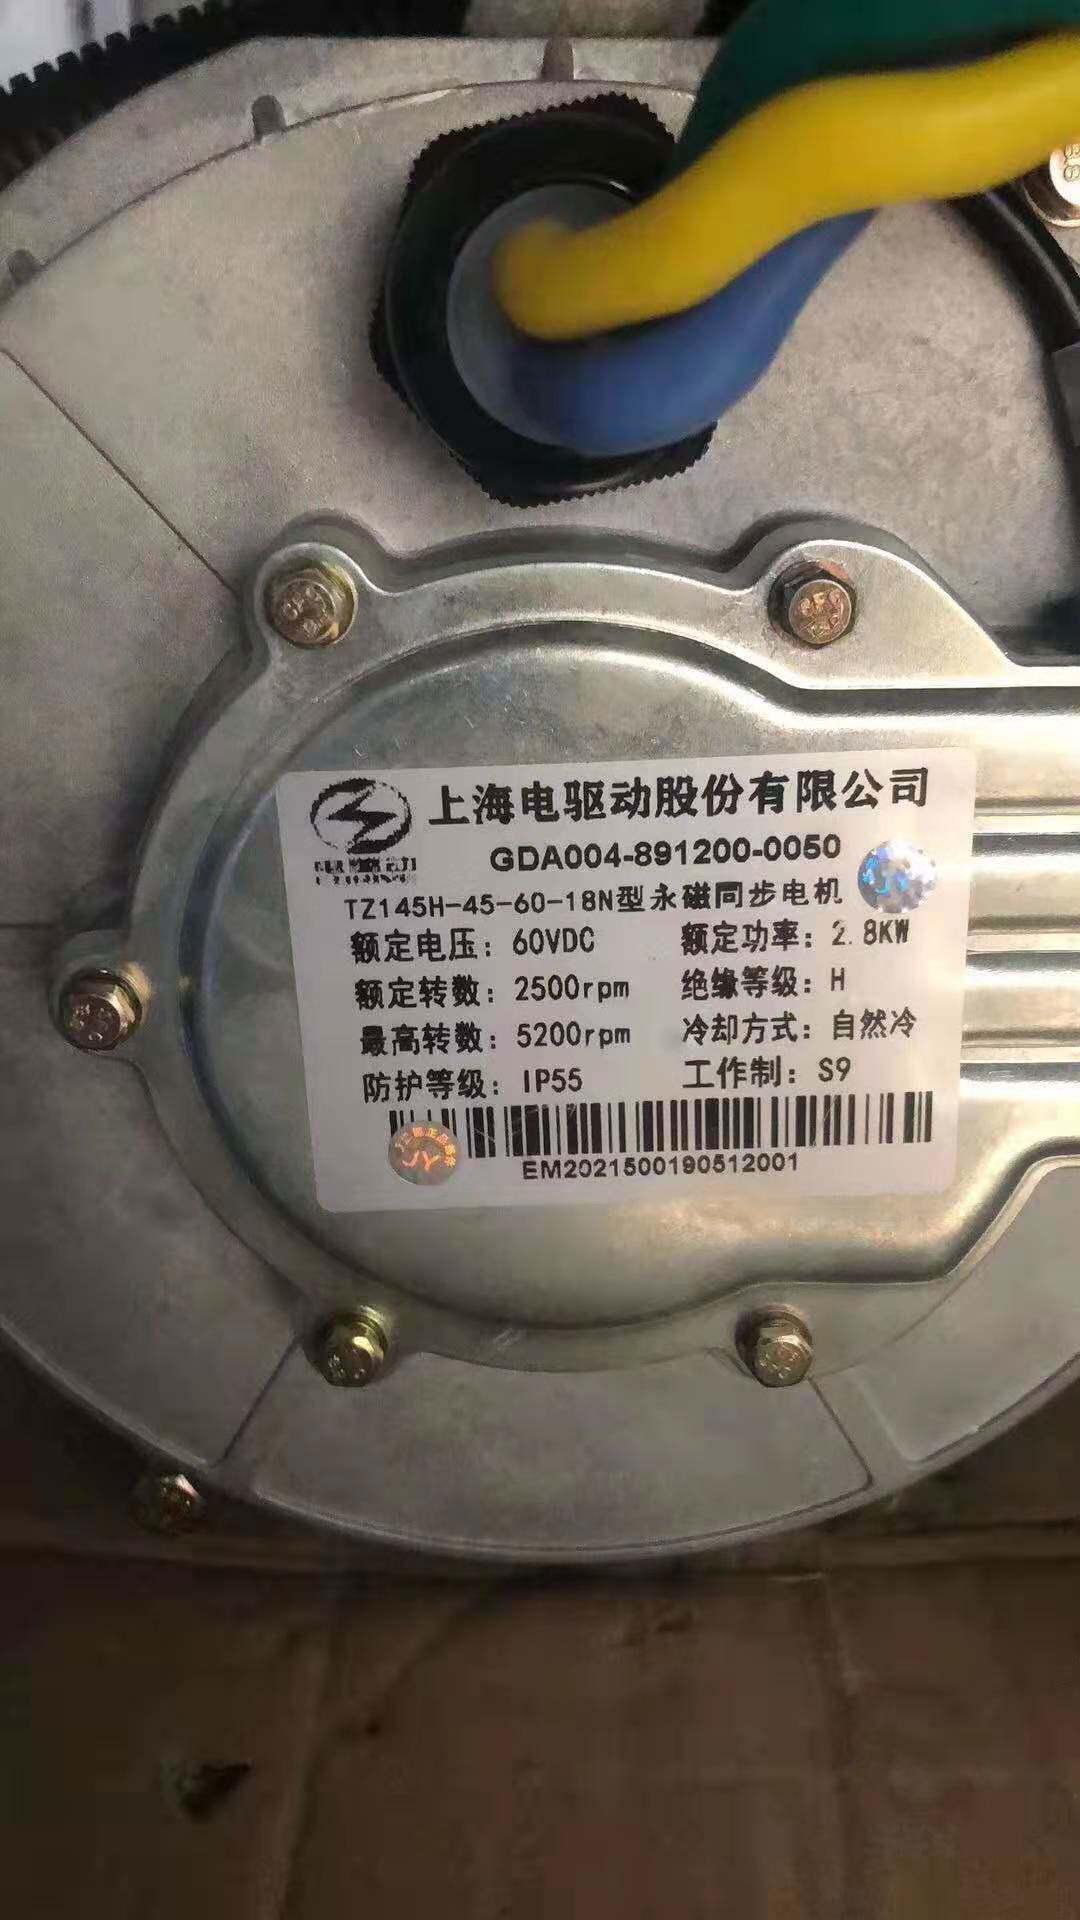 上海电驱动股份有限公司
GDA004-891200-0050
TZ145H-45-60-18N型永磁同步电机
额定电压：60VDC 额定功率：2.8KW
额定转数：2500rpm 绝缘等级：H
最高转数：5200rpm 冷却方式：自然冷
防护等级：IP55 工作制：S9
JY
EM2021500190512001